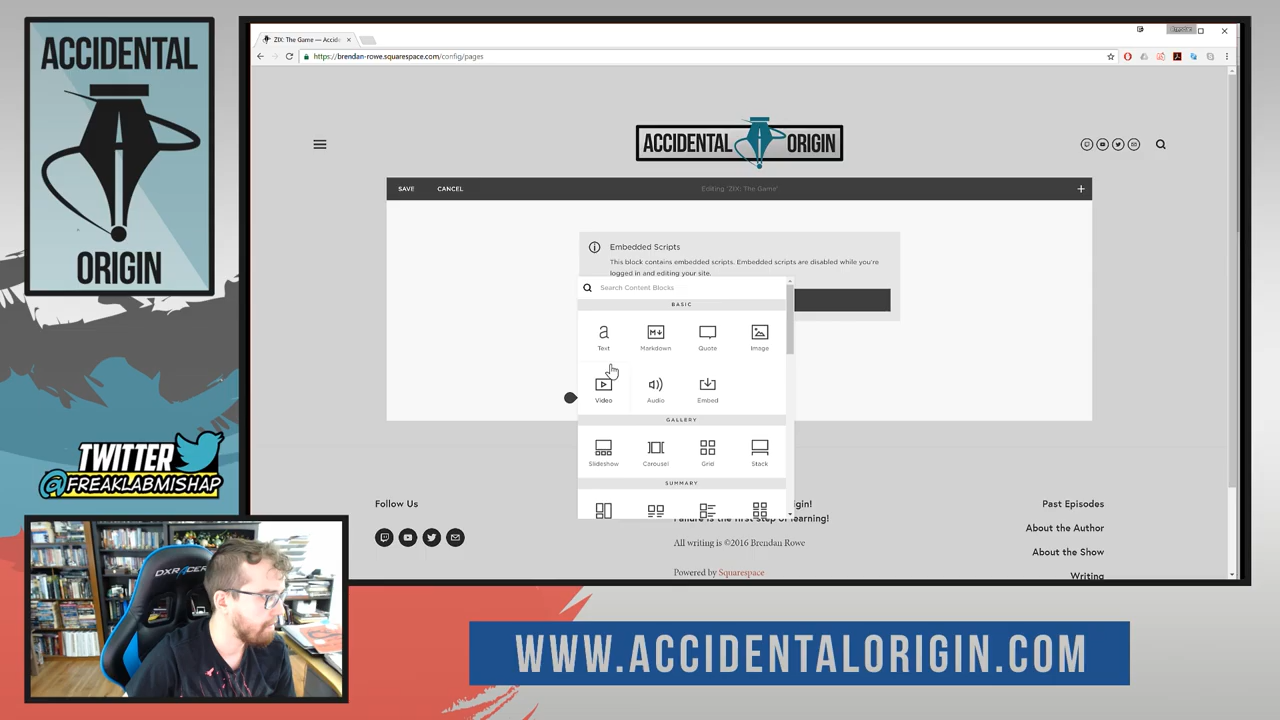 ACCIDENTAL
ORIGIN
TWITTER
@FREAKLABMISHAP
DXRACER
ZIX: The Game — Accid
https://brendan-rowe.squarespace.com/config/pages
ACCIDENTAL ORIGIN
SAVE
CANCEL
Editing 'ZIX: The Game'
+
Embedded Scripts
This block contains embedded scripts. Embedded scripts are disabled while you're
logged in and editing your site.
Search Content Blocks
BASIC
Text
Markdown
Quote
Image
Video
Audio
Embed
GALLERY
Slideshow
Carousel
Grid
Stack
SUMMARY
Follow Us
gin!
Failure is the first step of learning!
All writing is ©2016 Brendan Rowe
Powered by Squarespace
Past Episodes
About the Author
About the Show
Writing
WWW.ACCIDENTALORIGIN.COM